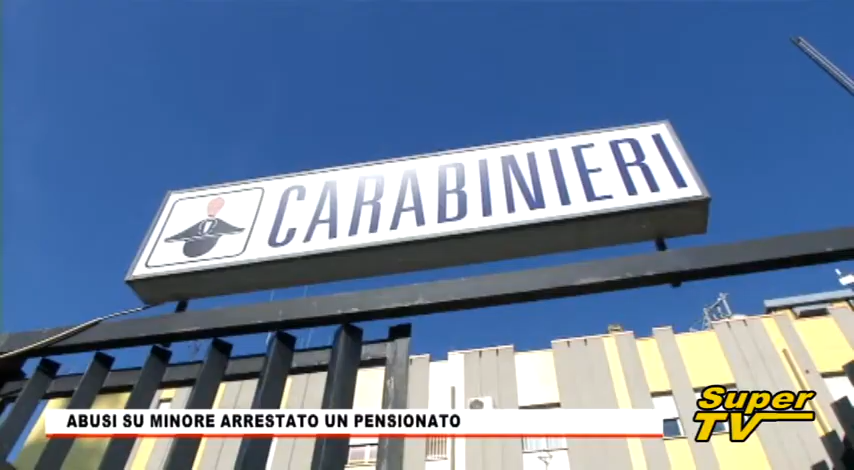 CARABINIERI
ABUSI SU MINORE ARRESTATO UN PENSIONATO
Super
TV